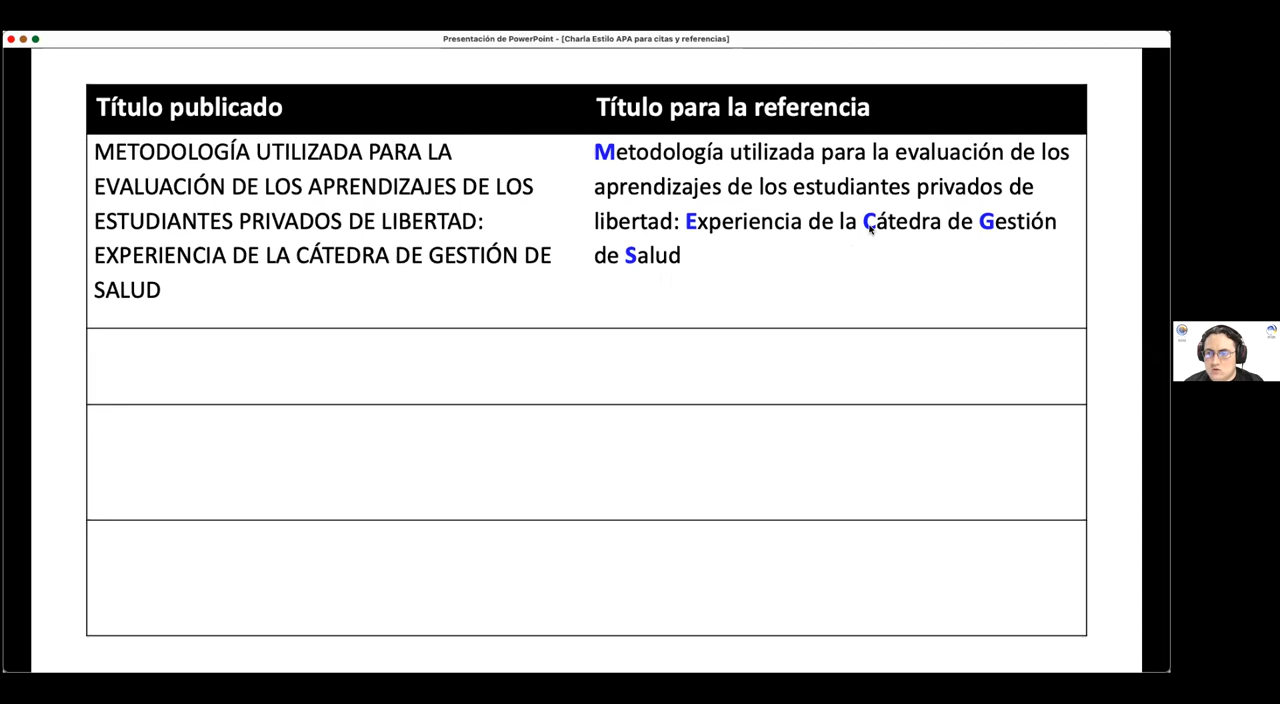 Presentación de PowerPoint - [Charla Estilo APA para citas y referencias]
Título publicado
Título para la referencia
METODOLOGÍA UTILIZADA PARA LA
EVALUACIÓN DE LOS APRENDIZAJES DE LOS
ESTUDIANTES PRIVADOS DE LIBERTAD:
EXPERIENCIA DE LA CÁTEDRA DE GESTIÓN DE
SALUD
Metodología utilizada para la evaluación de los
aprendizajes de los estudiantes privados de
libertad: Experiencia de la Cátedra de Gestión
de Salud